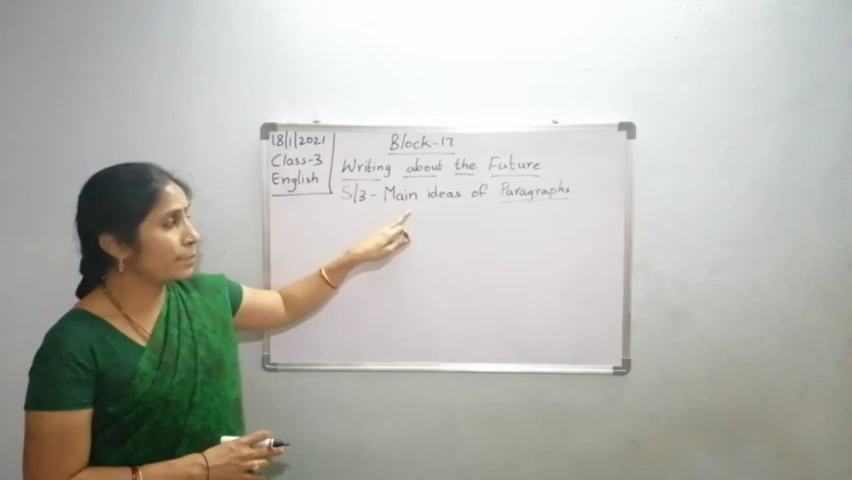 18/1/2021
Class-3
English
Block-17
Writing about the Future
S/3- Main ideas of Paragraphs